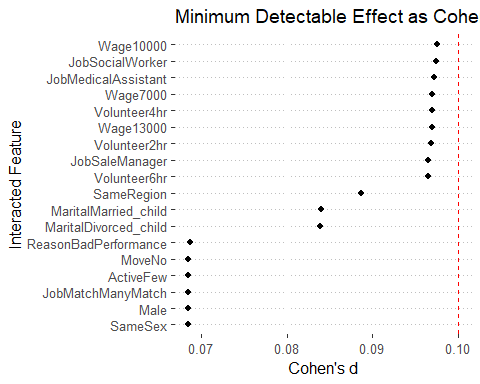 Minimum Detectable Effect as Cohe
Interacted Feature
Wage10000
JobSocialWorker
JobMedicalAssistant
Wage7000
Volunteer4hr
Wage13000
Volunteer2hr
JobSaleManager
Volunteer6hr
SameRegion
MaritalMarried_child
MaritalDivorced_child
ReasonBadPerformance
MoveNo
ActiveFew
JobMatchManyMatch
Male
SameSex
0.07 0.08 0.09 0.10
Cohen's d